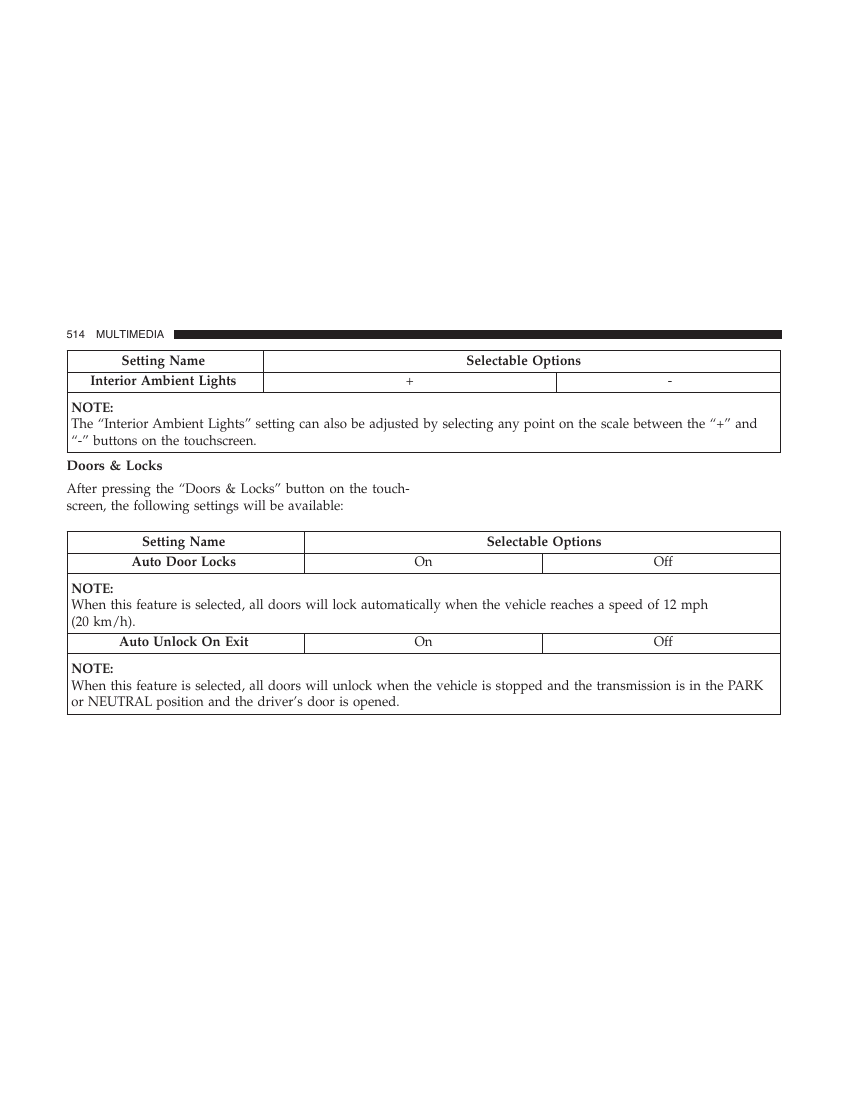 514 MULTIMEDIA
Setting Name Selectable Options
Interior Ambient Lights + -
NOTE:
The “Interior Ambient Lights” setting can also be adjusted by selecting any point on the scale between the “+” and
“-” buttons on the touchscreen.
Doors & Locks
After pressing the “Doors & Locks” button on the touch-
screen, the following settings will be available:
Setting Name Selectable Options
Auto Door Locks On Off
NOTE:
When this feature is selected, all doors will lock automatically when the vehicle reaches a speed of 12 mph
(20 km/h).
Auto Unlock On Exit On Off
NOTE:
When this feature is selected, all doors will unlock when the vehicle is stopped and the transmission is in the PARK
or NEUTRAL position and the driver’s door is opened.